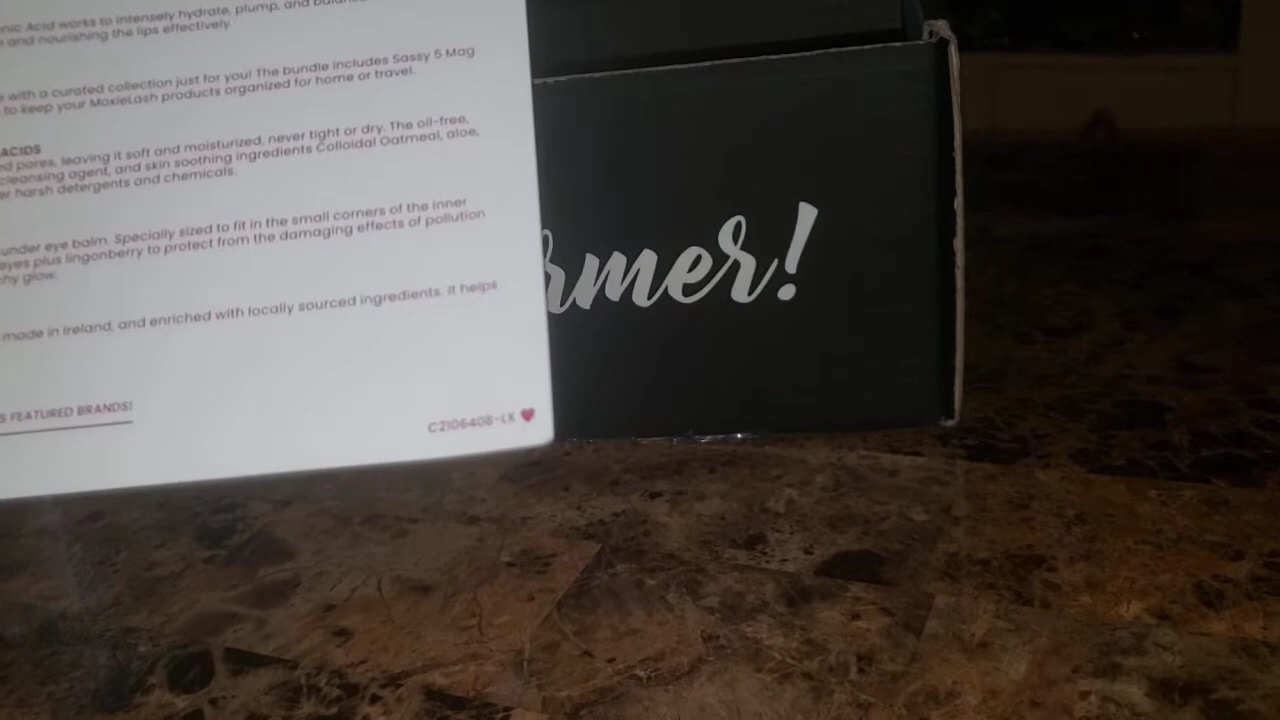 nic Acid works to intensely hydrate, plump, and
and nourishing the lips effectively.
with a curated collection just for you! The bundle includes Sassy 5 Mag
to keep your MoxieLash products organized for home or travel.
ACIDS
ed pores, leaving it soft and moisturized, never tight or dry. The oil-free,
cleansing agent, and skin soothing ingredients Colloidal Oatmeal, aloe,
er harsh detergents and chemicals.
under eye balm. Specially sized to fit in the small corners of the inner
eyes plus lingonberry to protect from the damaging effects of pollution
hy glow.
made in Ireland, and enriched with locally sourced ingredients. It helps
S FEATURED BRANDS!
C210640B-LX
rmer!